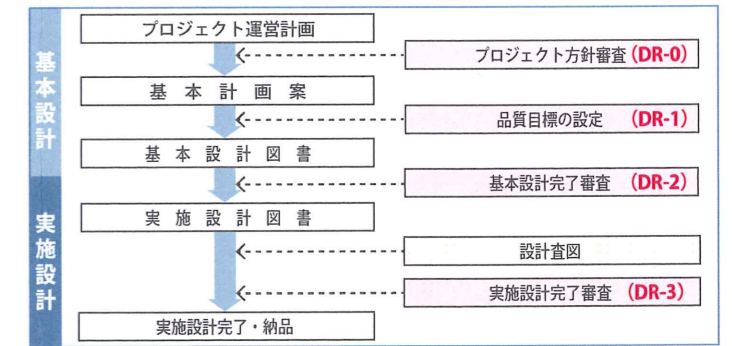 基本設計
プロジェクト運営計画
プロジェクト方針審査(DR-0)
基本計画案
品質目標の設定 (DR-1)
基本設計図書
基本設計完了審査 (DR-2)
実施設計
実施設計図書
設計査図
実施設計完了審査 (DR-3)
実施設計完了・納品